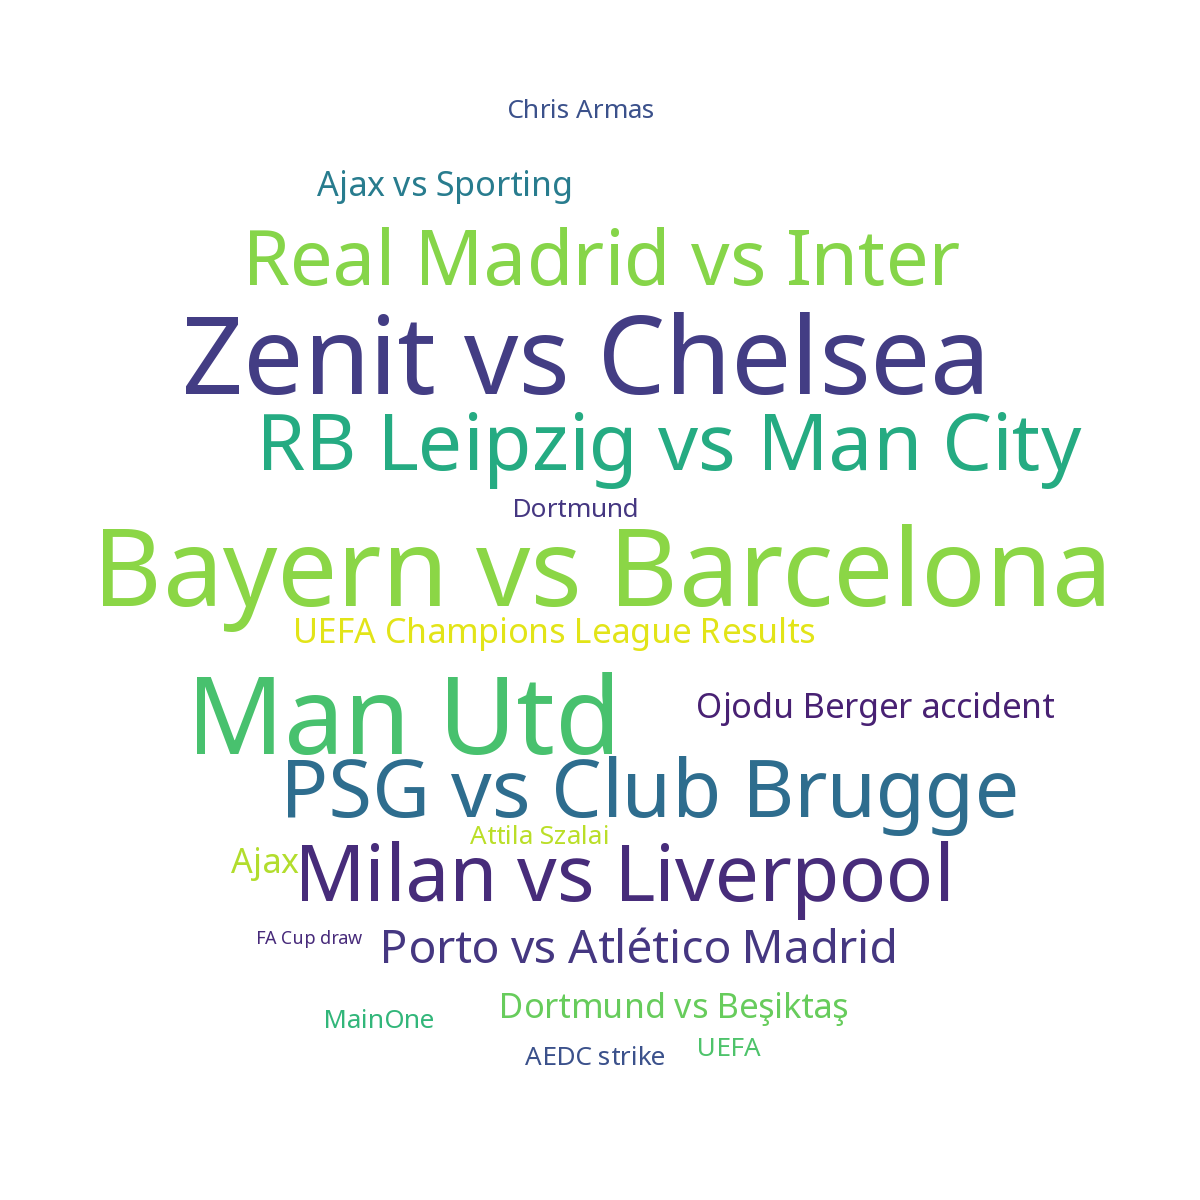 Chris Armas
Ajax vs Sporting
Real Madrid vs Inter
Zenit vs Chelsea
RB Leipzig vs Man City
Dortmund
Bayern vs Barcelona
UEFA Champions League Results
Man Utd
Ojodu Berger accident
PSG vs Club Brugge
Attila Szalai
Ajax
Milan vs Liverpool
FA Cup draw
Porto vs Atlético Madrid
Dortmund vs Beşiktaş
MainOne
UEFA
AEDC strike